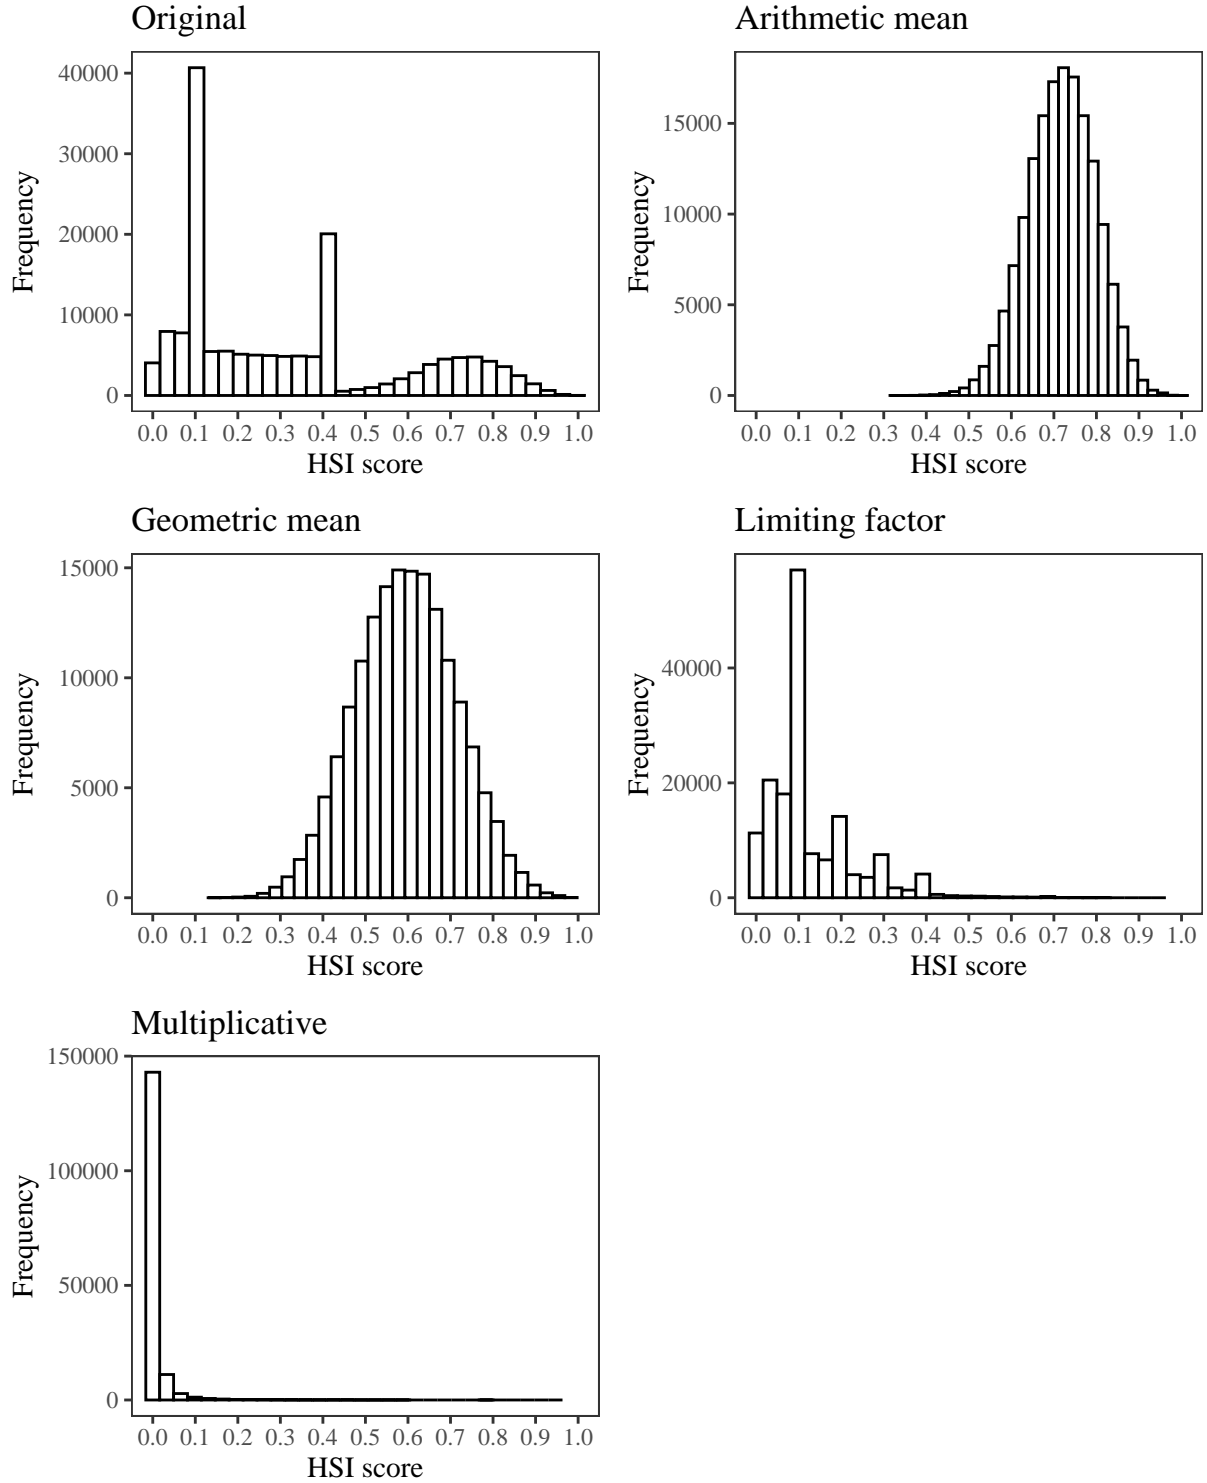 Original
Frequency
40000
30000
20000
10000
0
0.0 0.1 0.2 0.3 0.4 0.5 0.6 0.7 0.8 0.9 1.0
HSI score
Arithmetic mean
Frequency
15000
10000
5000
0
0.0 0.1 0.2 0.3 0.4 0.5 0.6 0.7 0.8 0.9 1.0
HSI score
Geometric mean
Frequency
15000
10000
5000
0
0.0 0.1 0.2 0.3 0.4 0.5 0.6 0.7 0.8 0.9 1.0
HSI score
Limiting factor
Frequency
40000
20000
0
0.0 0.1 0.2 0.3 0.4 0.5 0.6 0.7 0.8 0.9 1.0
HSI score
Multiplicative
Frequency
150000
100000
50000
0
0.0 0.1 0.2 0.3 0.4 0.5 0.6 0.7 0.8 0.9 1.0
HSI score